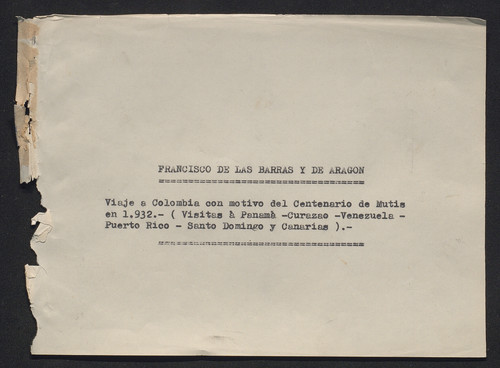 FRANCISCO DE LAS BARRAS Y DE ARAGON
===================================
Viaje a Colombia con motivo del Centenario de Mutis
en 1.932.- ( Visitas à Panamà -Curazao -Venezuela -
Puerto Rico - Santo Domingo y Canarias ).-
===================================